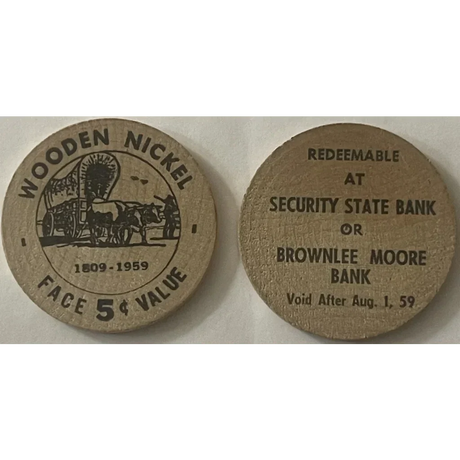 WOODEN NICKEL
1809-1959
FACE 5¢ VALUE
REDEEMABLE
AT
SECURITY STATE BANK
OR
BROWNLEE MOORE
BANK
Void After Aug. 1, 59